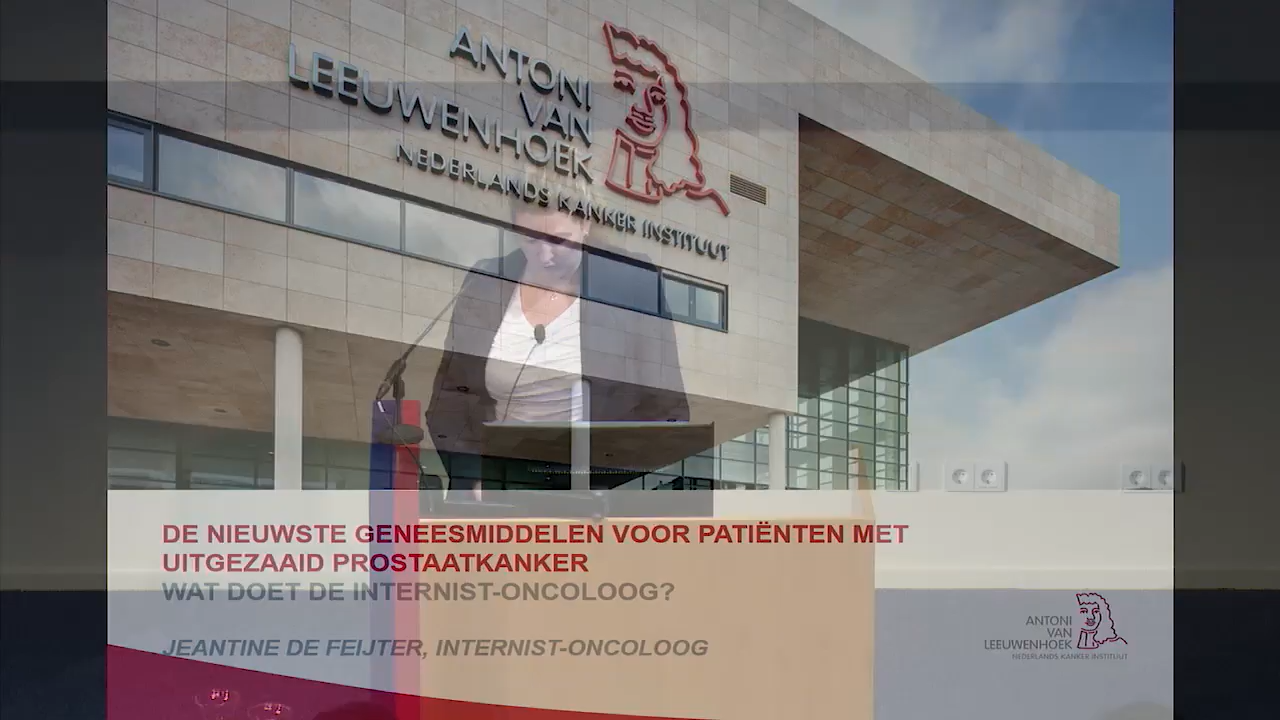 ANTONI
VAN
LEEUWENHOEK
NEDERLANDS KANKER INSTITUUT
DE NIEUWSTE GENEESMIDDELEN VOOR PATIËNTEN MET
UITGEZAAID PROSTAATKANKER
WAT DOET DE INTERNIST-ONCOLOOG?
JEANTINE DE FEIJTER, INTERNIST-ONCOLOOG
ANTONI
VAN
LEEUWENHOEK
NEDERLANDS KANKER INSTITUUT